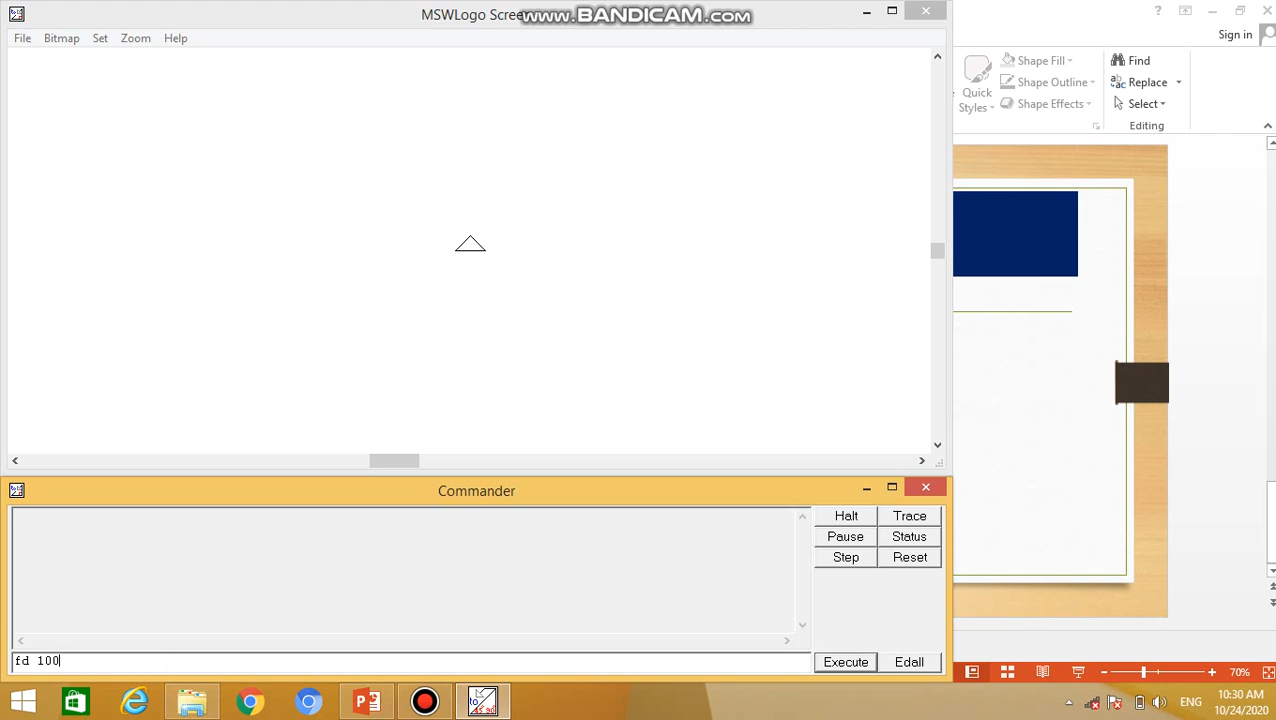 MSWLogo Scree
www.BANDICAM.com
File Bitmap Set Zoom Help
Sign in
Quick Styles
Shape Fill
Shape Outline
Shape Effects
Find
Replace
Select
Editing
Commander
Halt Trace
Pause Status
Step Reset
fd 100
Execute Edall
70%
ENG
10:30 AM
10/24/2020